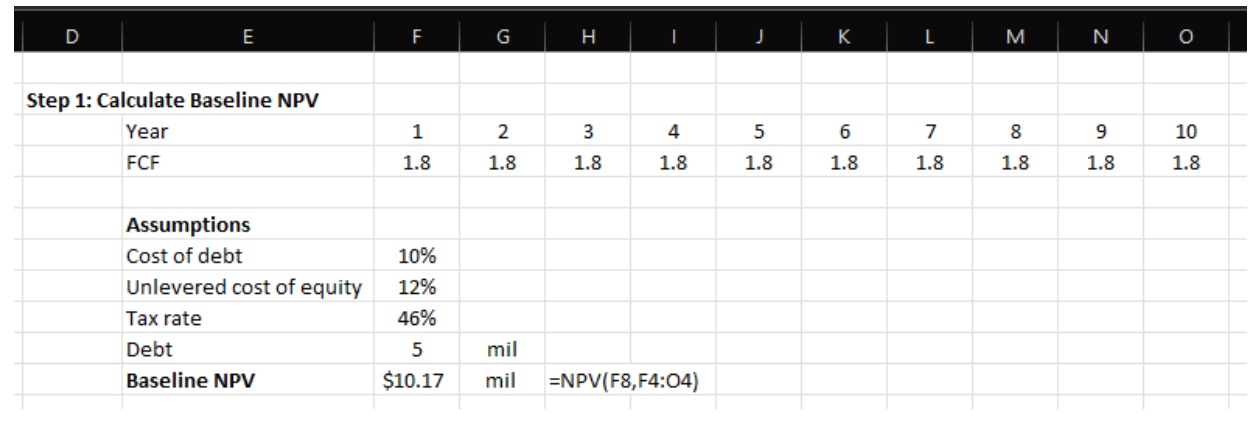 D E F G H I J K L M N O
Step 1: Calculate Baseline NPV
Year 1 2 3 4 5 6 7 8 9 10
FCF 1.8 1.8 1.8 1.8 1.8 1.8 1.8 1.8 1.8 1.8
Assumptions
Cost of debt 10%
Unlevered cost of equity 12%
Tax rate 46%
Debt 5 mil
Baseline NPV $10.17 mil =NPV(F8,F4:O4)